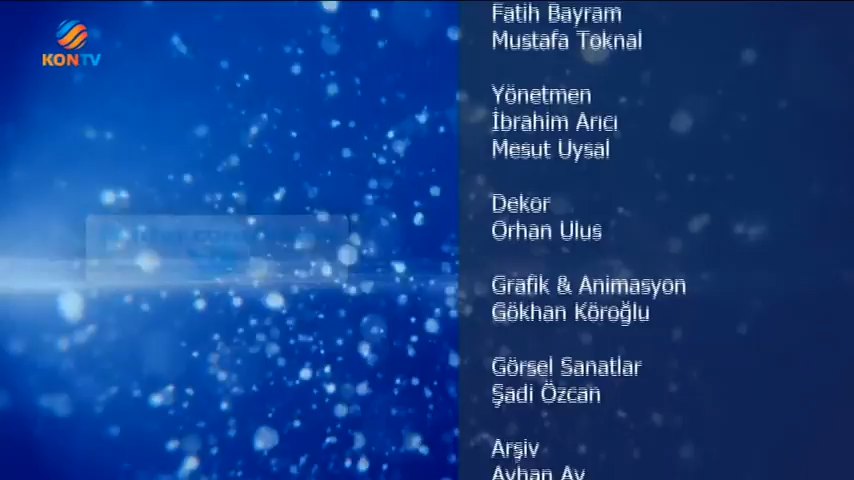 KONTV
Fatih Bayram
Mustafa Toknal
Yönetmen
İbrahim Arıcı
Mesut Uysal
Dekor
Orhan Ulus
Grafik & Animasyon
Gökhan Köroğlu
Görsel Sanatlar
Şadi Özcan
Arşiv
Ayhan Ay